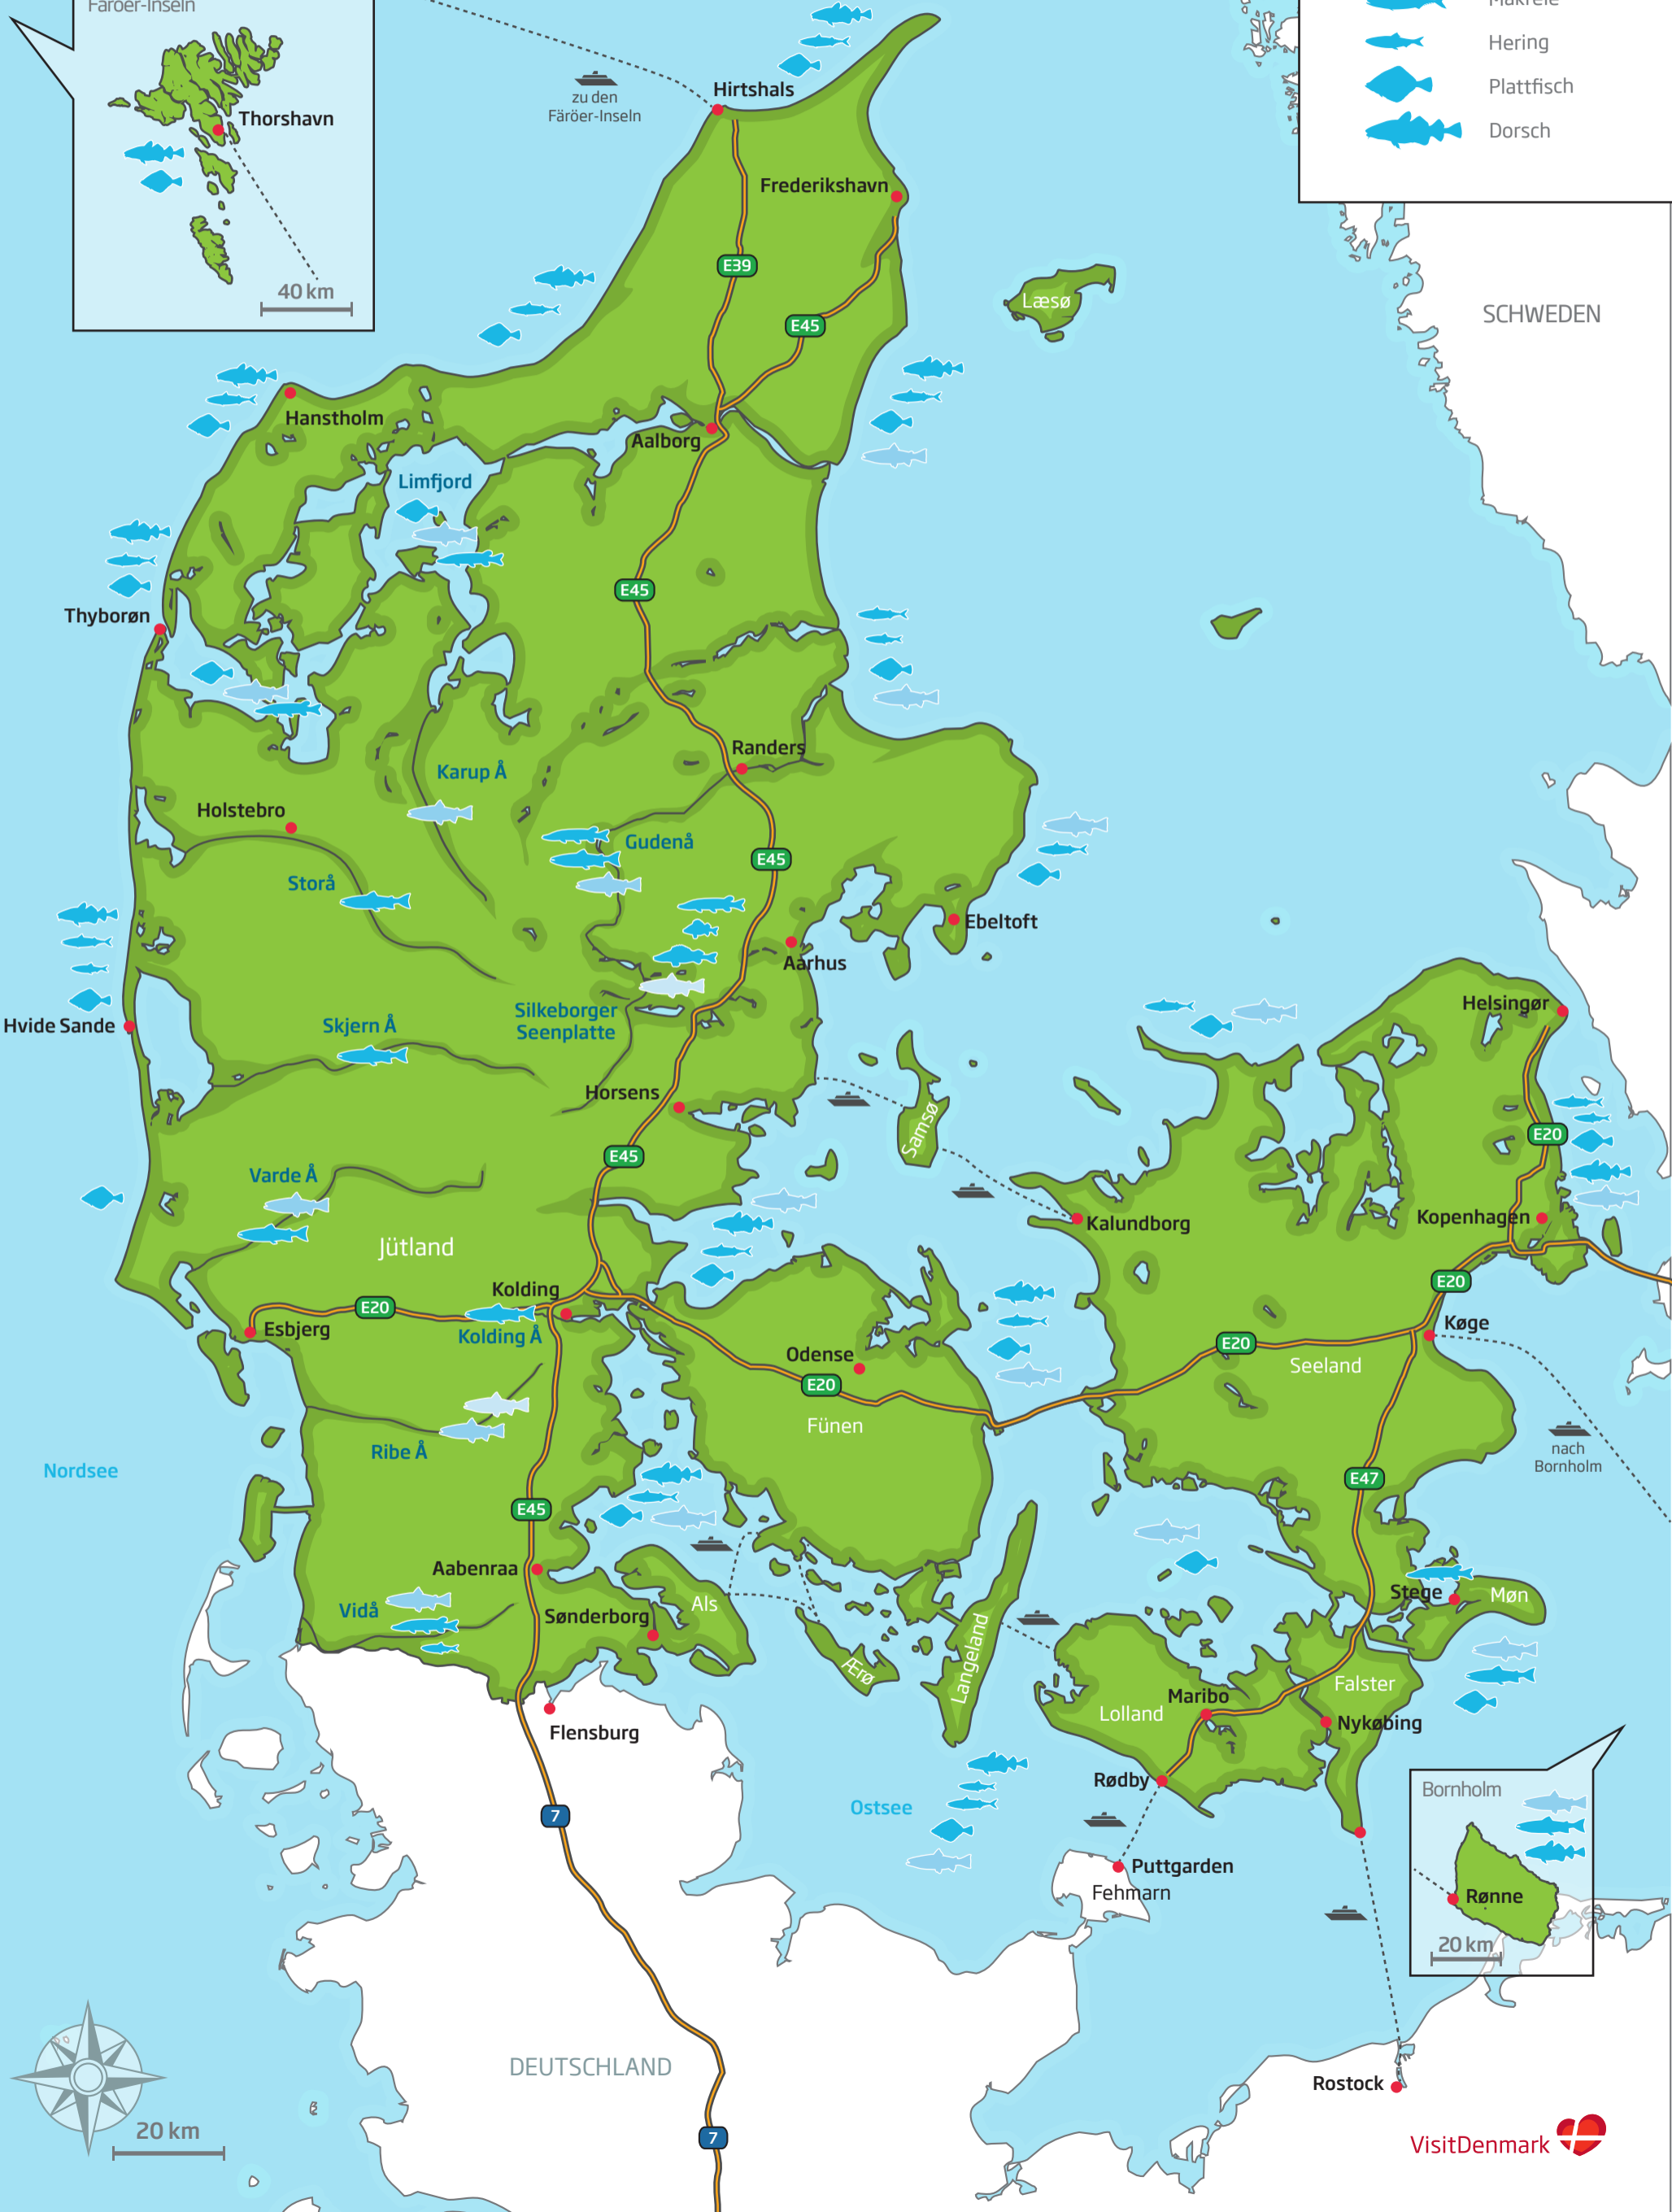 Färöer-Inseln
Makrele
Hering
Plattfisch
Dorsch
Hirtshals
zu den
Färöer-Inseln
Thorshavn
Frederikshavn
E39
40 km
Læsø
SCHWEDEN
E45
Hanstholm
Aalborg
Limfjord
E45
Thyborøn
Randers
Karup Å
Holstebro
Gudenå
E45
Storå
Ebeltoft
Aarhus
Helsingør
Silkeborger
Seenplatte
Hvide Sande
Skjern Å
Horsens
Samsø
E20
E45
Varde Å
Kopenhagen
Kalundborg
Jütland
E20
Kolding
E20
Esbjerg
Kolding Å
Køge
E20
Odense
Seeland
E20
Fünen
Ribe Å
nach
Bornholm
Nordsee
E47
E45
Aabenraa
Stege
Møn
Als
Vidå
Sønderborg
Langeland
Ærø
Falster
Maribo
Lolland
Nykøbing
Flensburg
Rødby
Bornholm
Ostsee
7
Puttgarden
Fehmarn
Rønne
20 km
DEUTSCHLAND
Rostock
20 km
7
VisitDenmark